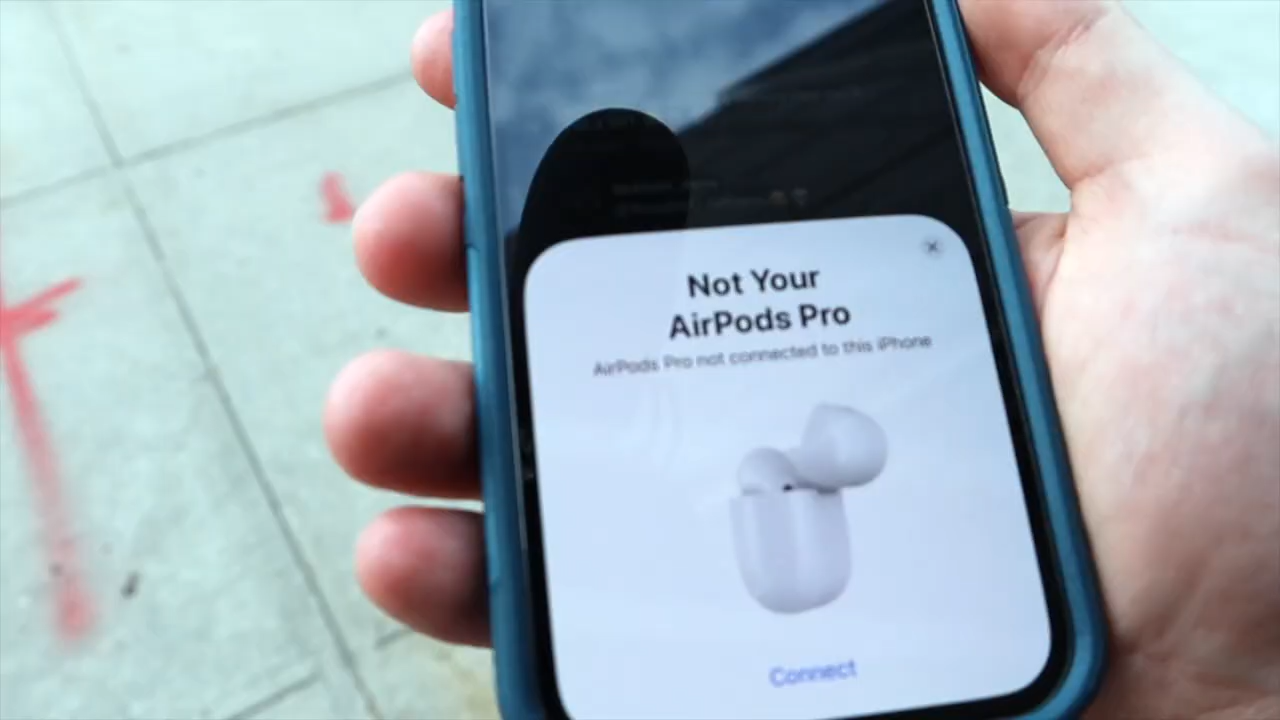 Not Your
AirPods Pro
AirPods Pro not connected to this iPhone
Connect